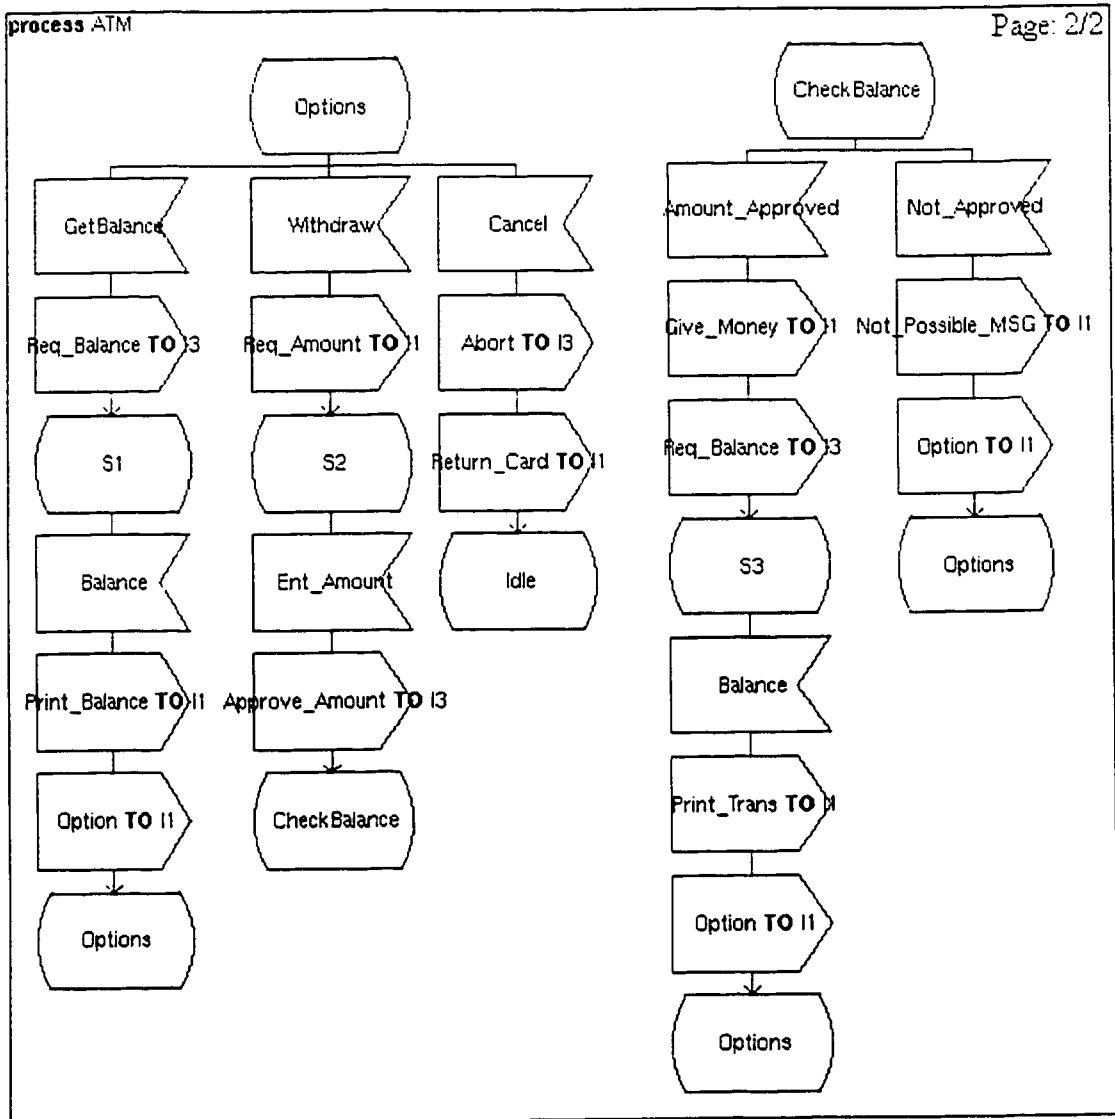 process ATM
Page: 2/2
Options
GetBalance
Withdraw
Cancel
Req_Balance TO I3
Req_Amount TO I1
Abort TO I3
S1
S2
Return_Card TO I1
Balance
Ent_Amount
Idle
Print_Balance TO I1
Approve_Amount TO I3
Option TO I1
CheckBalance
Options
CheckBalance
Amount_Approved
Not_Approved
Give_Money TO I1
Not_Possible_MSG TO I1
Req_Balance TO I3
Option TO I1
S3
Options
Balance
Print_Trans TO
Option TO I1
Options